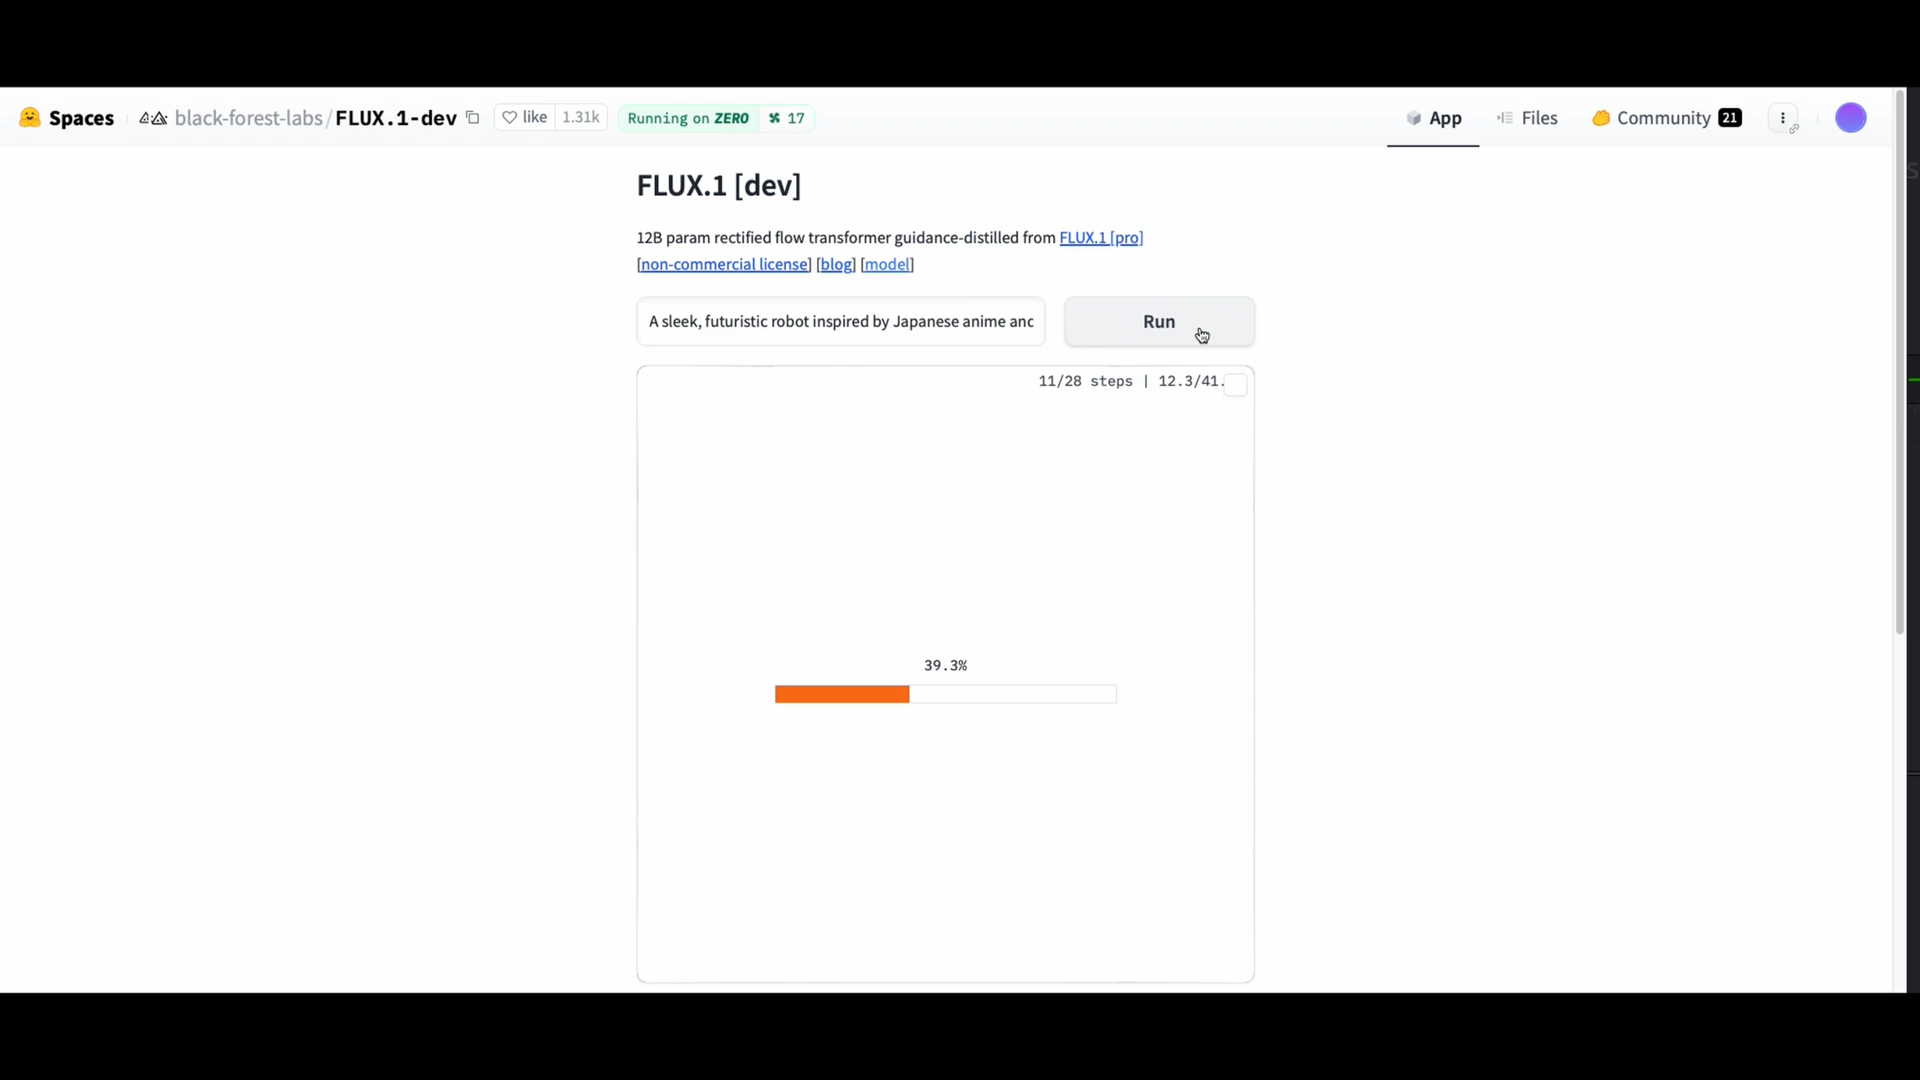 Spaces
black-forest-labs/FLUX.1-dev
like 1.31k
Running on ZERO 17
App
Files
Community 21
FLUX.1 [dev]
12B param rectified flow transformer guidance-distilled from FLUX.1 [pro]
[non-commercial license] [blog] [model]
A sleek, futuristic robot inspired by Japanese anime
Run
11/28 steps | 12.3/41.
39.3%